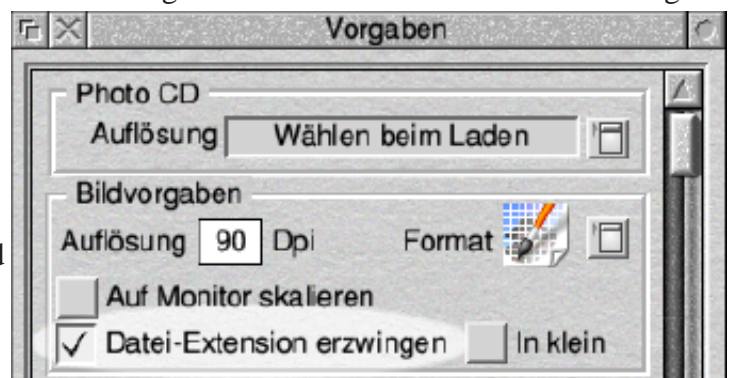 Vorgaben
Photo CD
Auflösung Wählen beim Laden
Bildvorgaben
Auflösung 90 Dpi Format
Auf Monitor skalieren
Datei-Extension erzwingen In klein